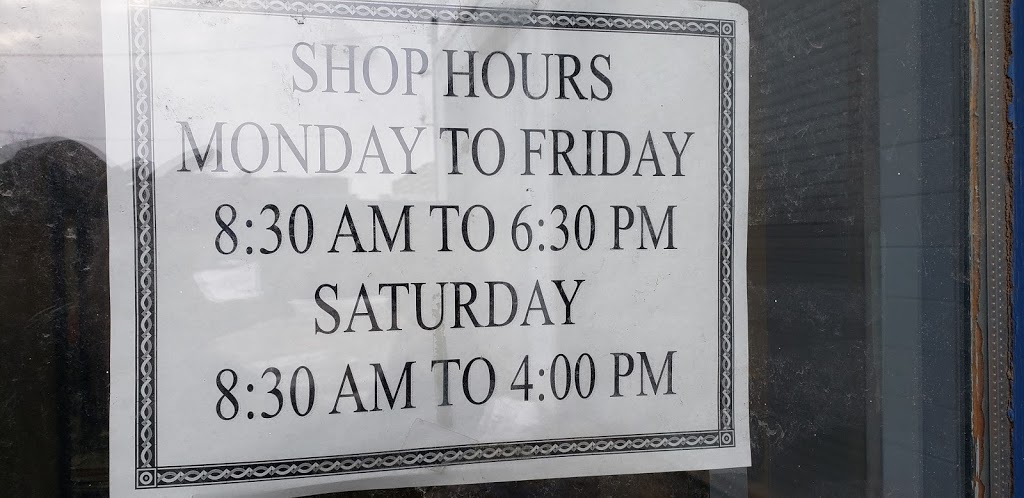 SHOP HOURS
MONDAY TO FRIDAY
8:30 AM TO 6:30 PM
SATURDAY
8:30 AM TO 4:00 PM